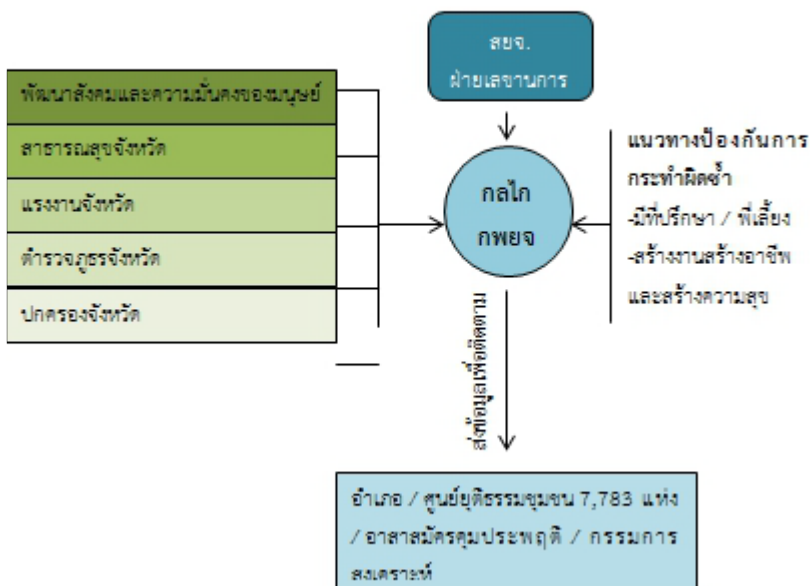 สยจ.
ฝ่ายเลขานการ
พัฒนาสังคมและความมั่นคงของมนุษย์
สาธารณสุขจังหวัด
แรงงานจังหวัด
ตำรวจภูธรจังหวัด
ปกครองจังหวัด
กลไก
กพยจ
แนวทางป้องกันการ
กระทำผิดซ้ำ
-มีที่ปรึกษา / พี่เลี้ยง
-สร้างงานสร้างอาชีพ
และสร้างความสุข
ส่งข้อมูลเพื่อติดตาม
อำเภอ / ศูนย์ยุติธรรมชุมชน 7,783 แห่ง
/ อาสาสมัครคุมประพฤติ / กรรมการ
สงเคราะห์